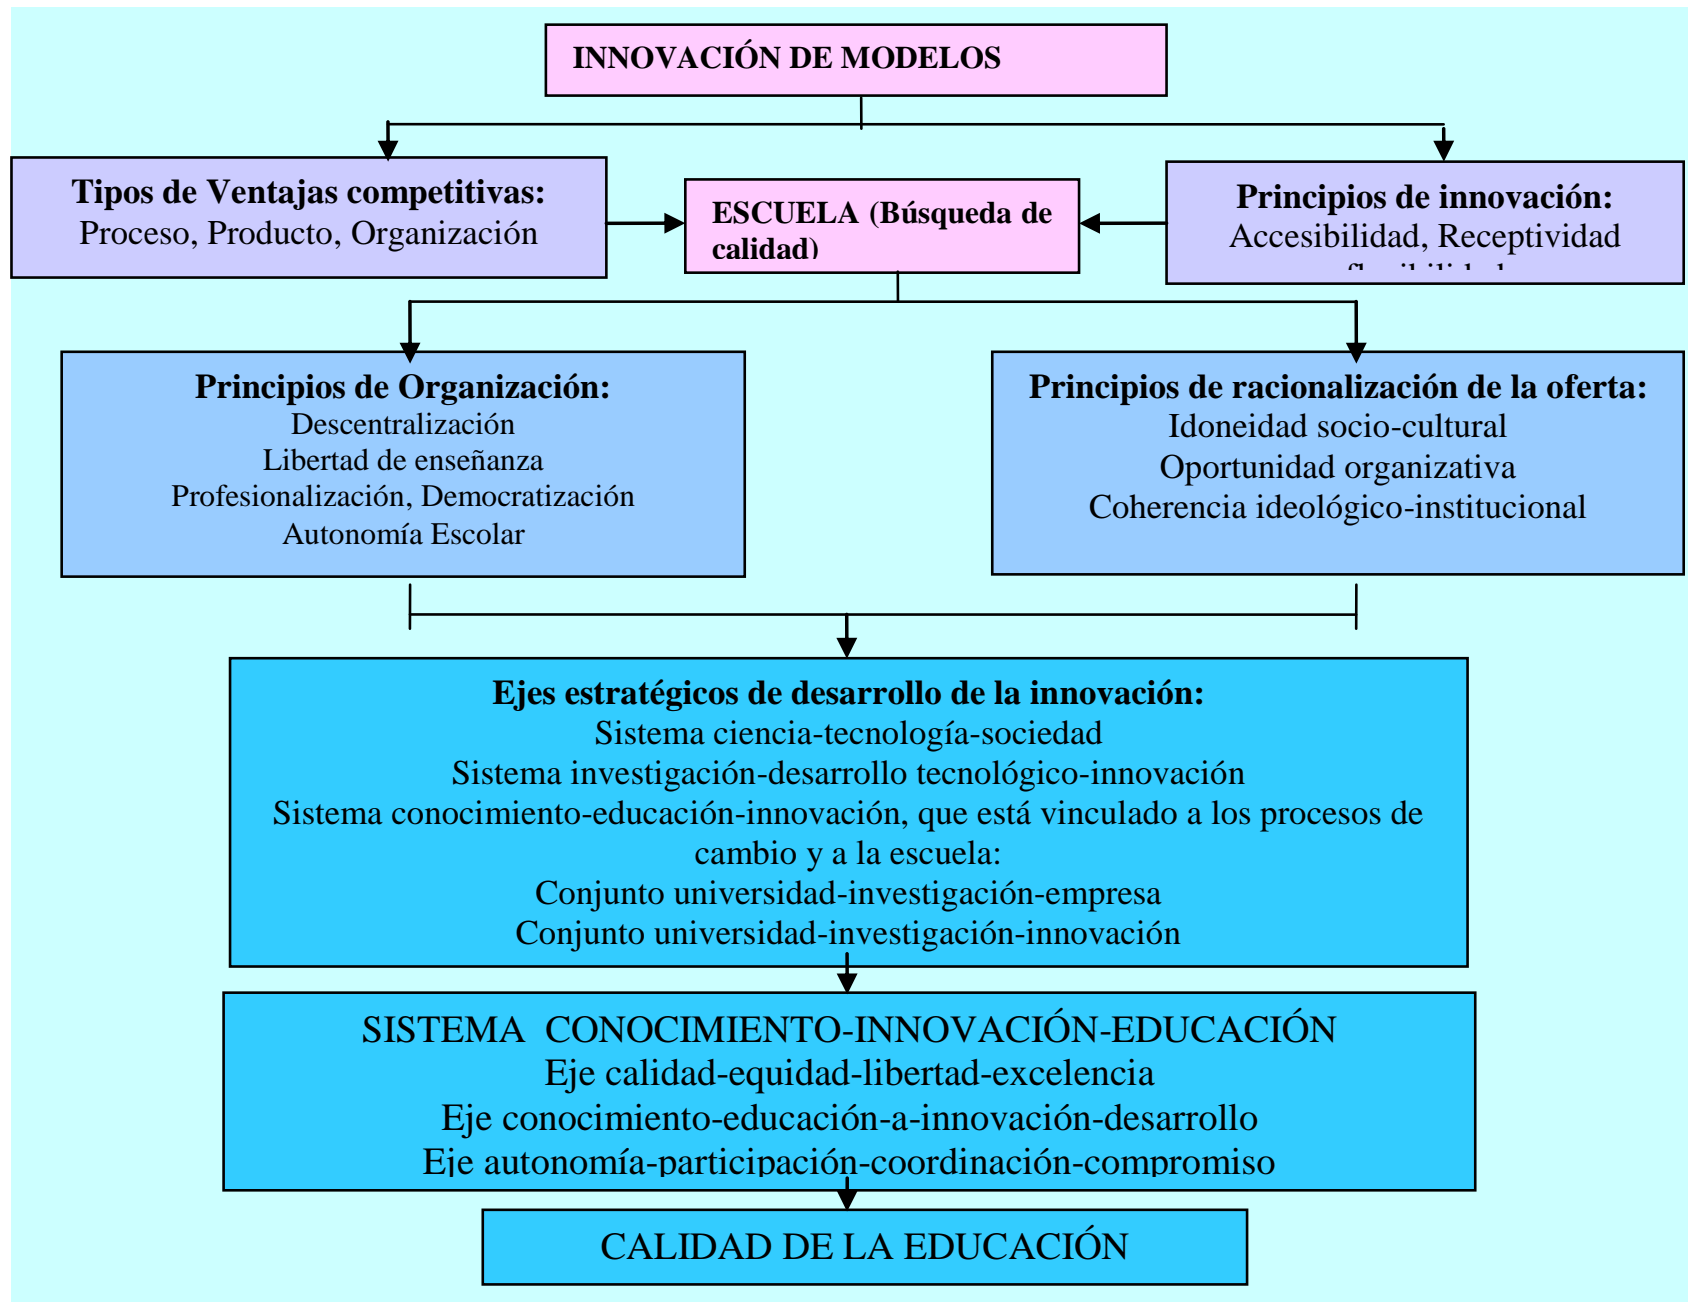 INNOVACIÓN DE MODELOS
Tipos de Ventajas competitivas:
Proceso, Producto, Organización
ESCUELA (Búsqueda de
calidad)
Principios de innovación:
Accesibilidad, Receptividad
Principios de Organización:
Descentralización
Libertad de enseñanza
Profesionalización, Democratización
Autonomía Escolar
Principios de racionalización de la oferta:
Idoneidad socio-cultural
Oportunidad organizativa
Coherencia ideológico-institucional
Ejes estratégicos de desarrollo de la innovación:
Sistema ciencia-tecnología-sociedad
Sistema investigación-desarrollo tecnológico-innovación
Sistema conocimiento-educación-innovación, que está vinculado a los procesos de
cambio y a la escuela:
Conjunto universidad-investigación-empresa
Conjunto universidad-investigación-innovación
SISTEMA  CONOCIMIENTO-INNOVACIÓN-EDUCACIÓN
Eje calidad-equidad-libertad-excelencia
Eje conocimiento-educación-a-innovación-desarrollo
Eje autonomía-participación-coordinación-compromiso
CALIDAD DE LA EDUCACIÓN